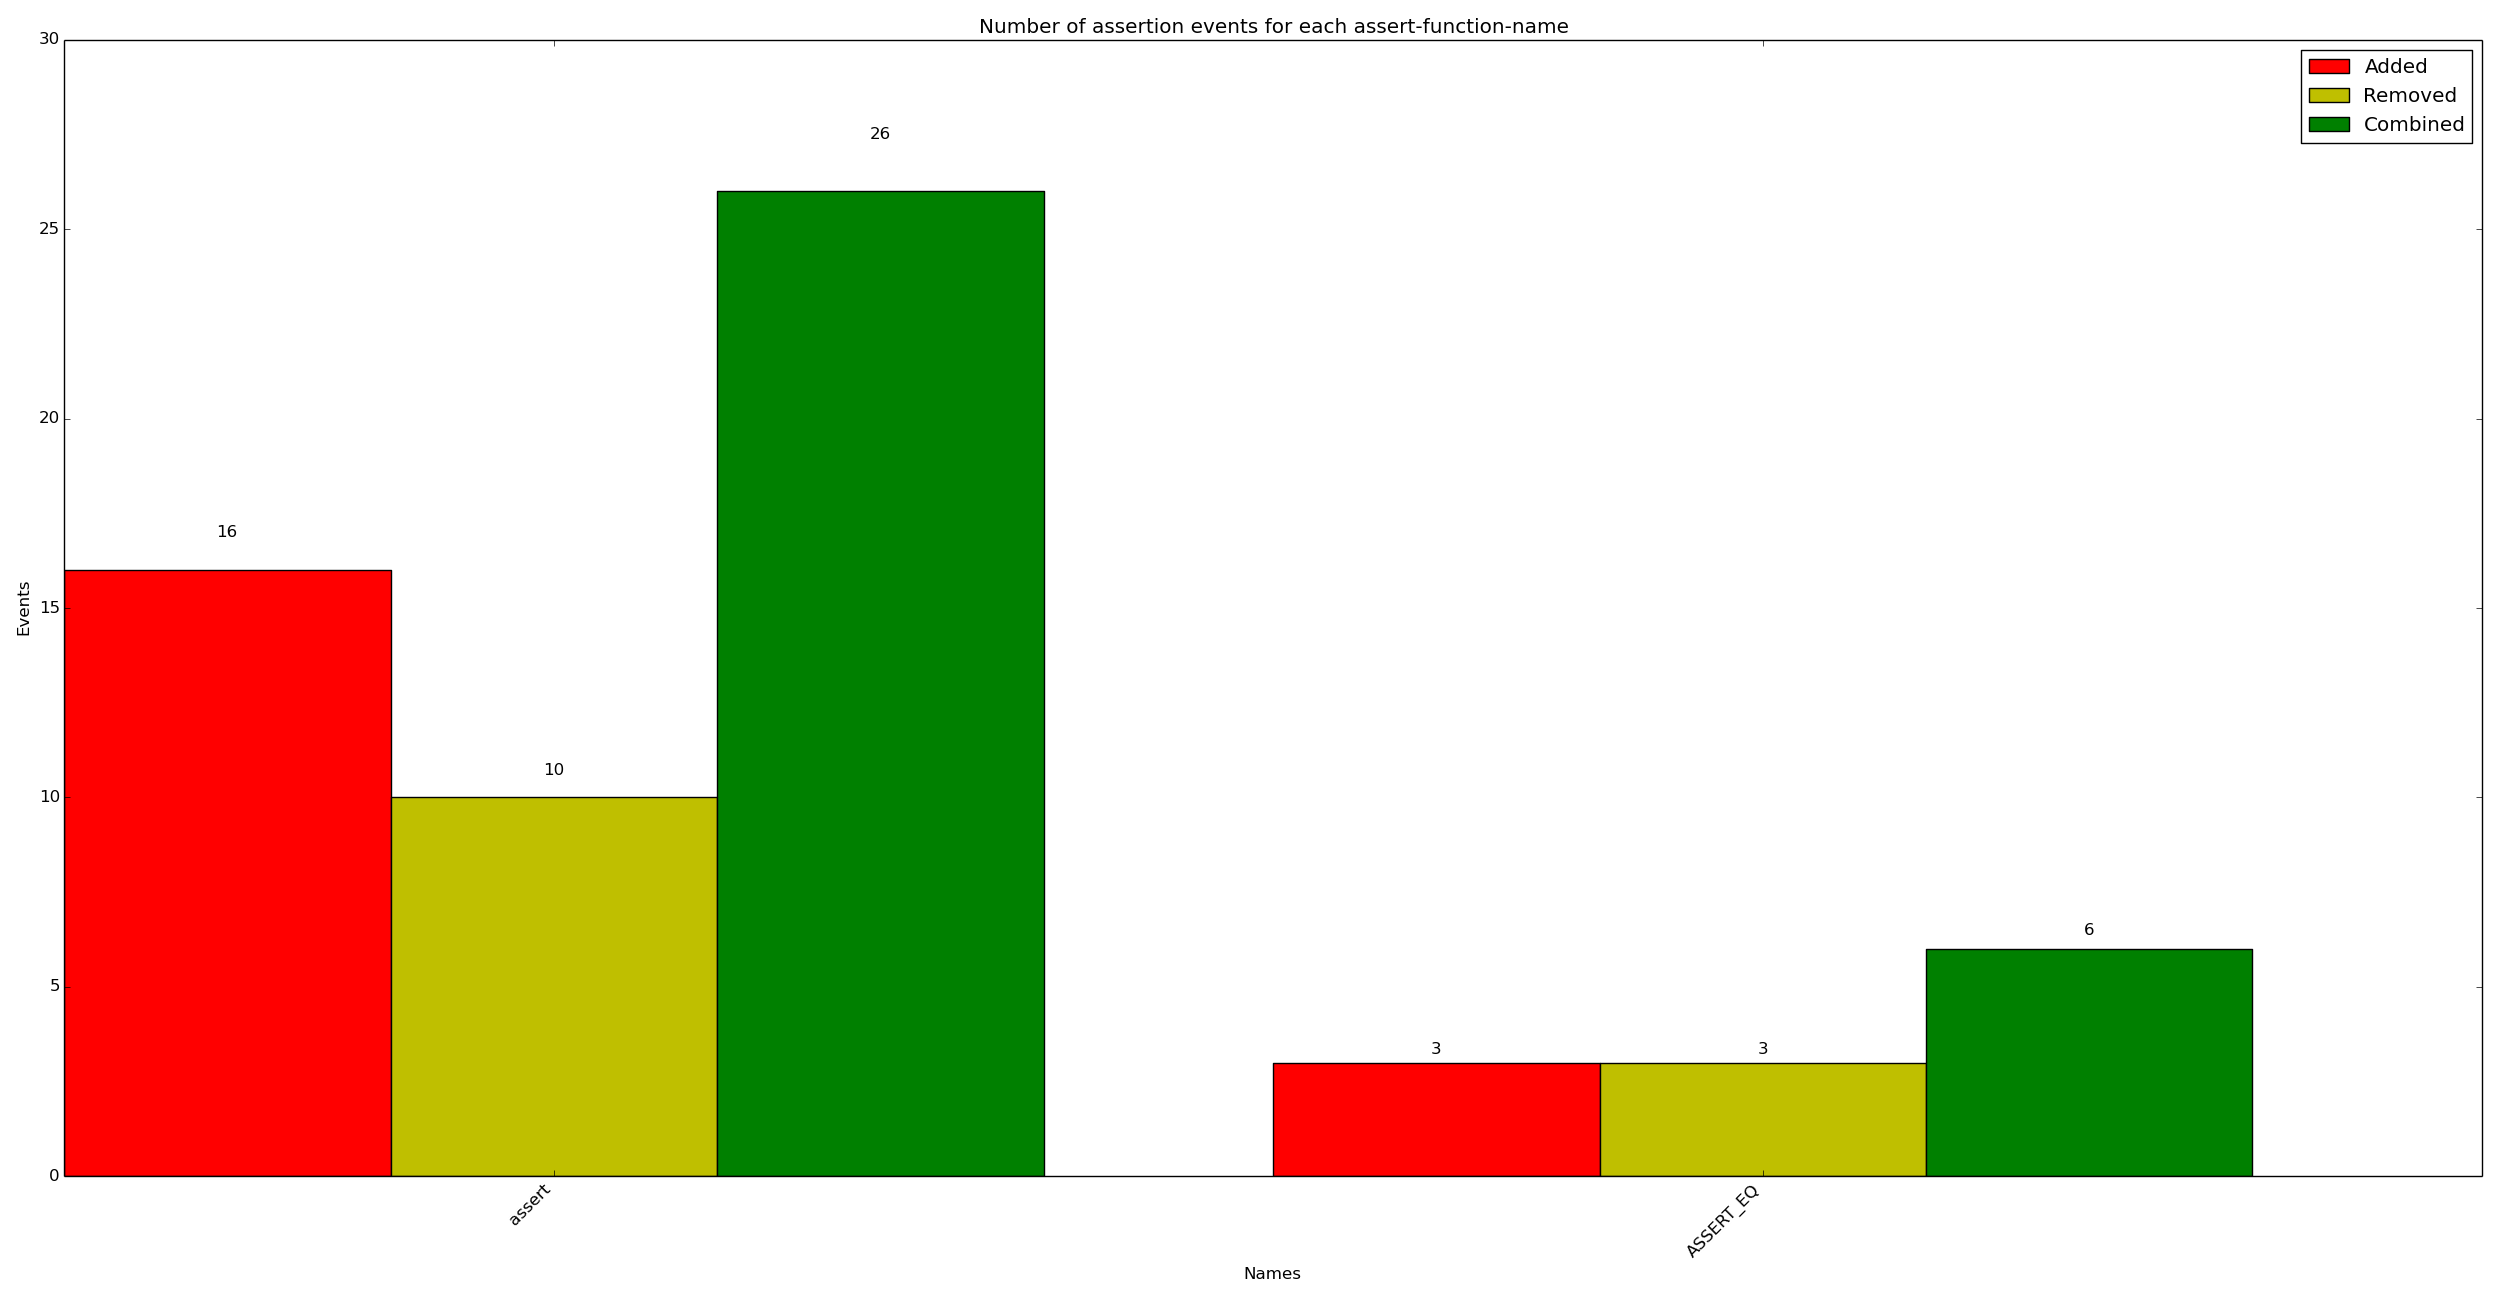 Number of assertion events for each assert-function-name
Added
Removed
Combined
Events
30
25
20
15
10
5
0
16
10
26
3
3
6
assert
ASSERT_EQ
Names